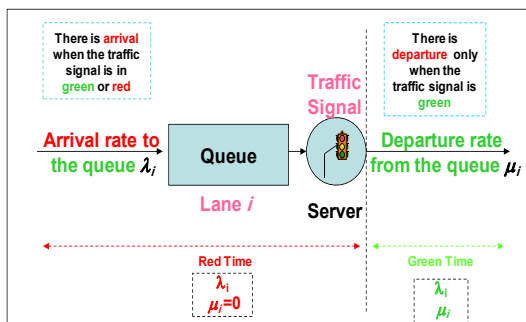 There is arrival
when the traffic
signal is in
green or red
There is
departure only
when the
traffic signal is
green
Traffic
Signal
Arrival rate to
the queue λi
Queue
Departure rate
from the queue μi
Lane i
Server
Red Time
λi
μi=0
Green Time
λi
μi